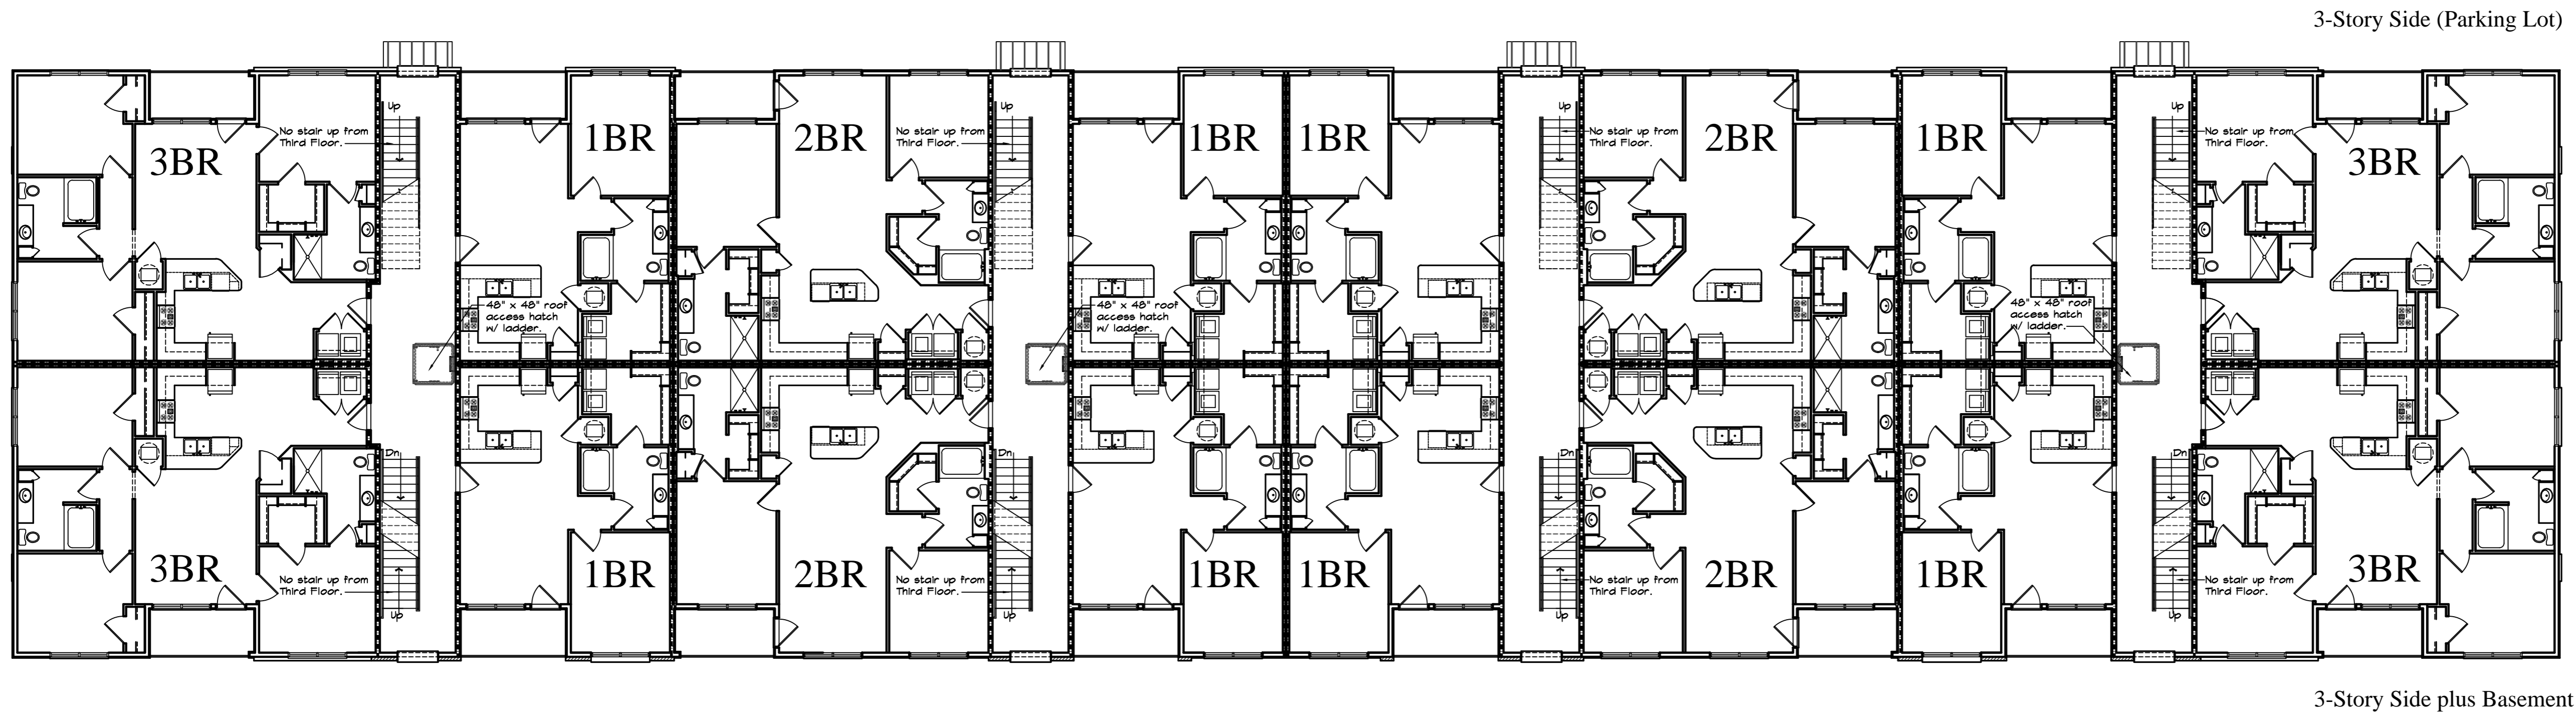 3-Story Side (Parking Lot)
Up
Up
Up
Up
No stair up from
Third Floor.
No stair up from
Third Floor.
No stair up from
Third Floor.
No stair up from
Third Floor.
3BR
1BR
2BR
1BR
1BR
2BR
1BR
3BR
48" x 48" roof
access hatch
w/ ladder.
48" x 48" roof
access hatch
w/ ladder.
48" x 48" roof
access hatch
w/ ladder.
Dn
Dn
Dn
Dn
3BR
1BR
2BR
1BR
1BR
2BR
1BR
3BR
No stair up from
Third Floor.
No stair up from
Third Floor.
No stair up from
Third Floor.
No stair up from
Third Floor.
Up
Up
Up
Up
3-Story Side plus Basement